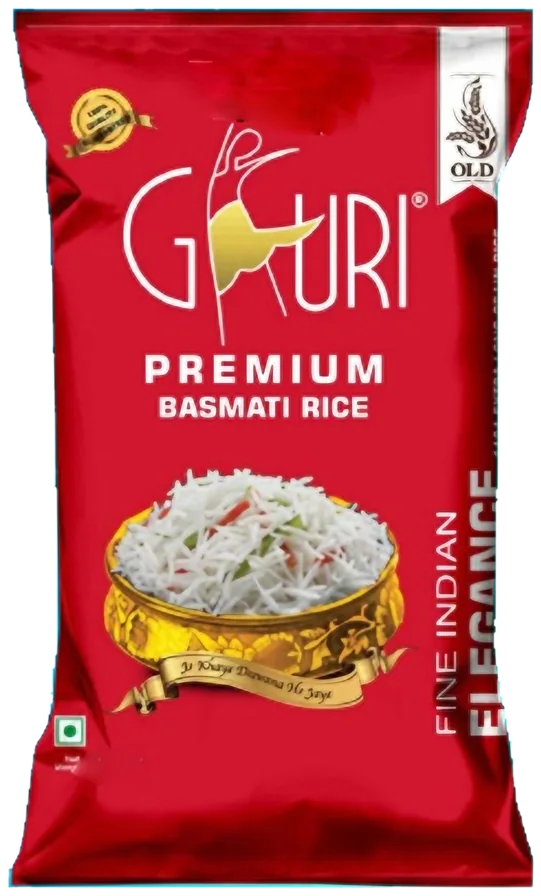 OLD
GAURI®
PREMIUM
BASMATI RICE
FINE INDIAN
ELEGANCE
Jo Khaye Deewana Ho Jaye